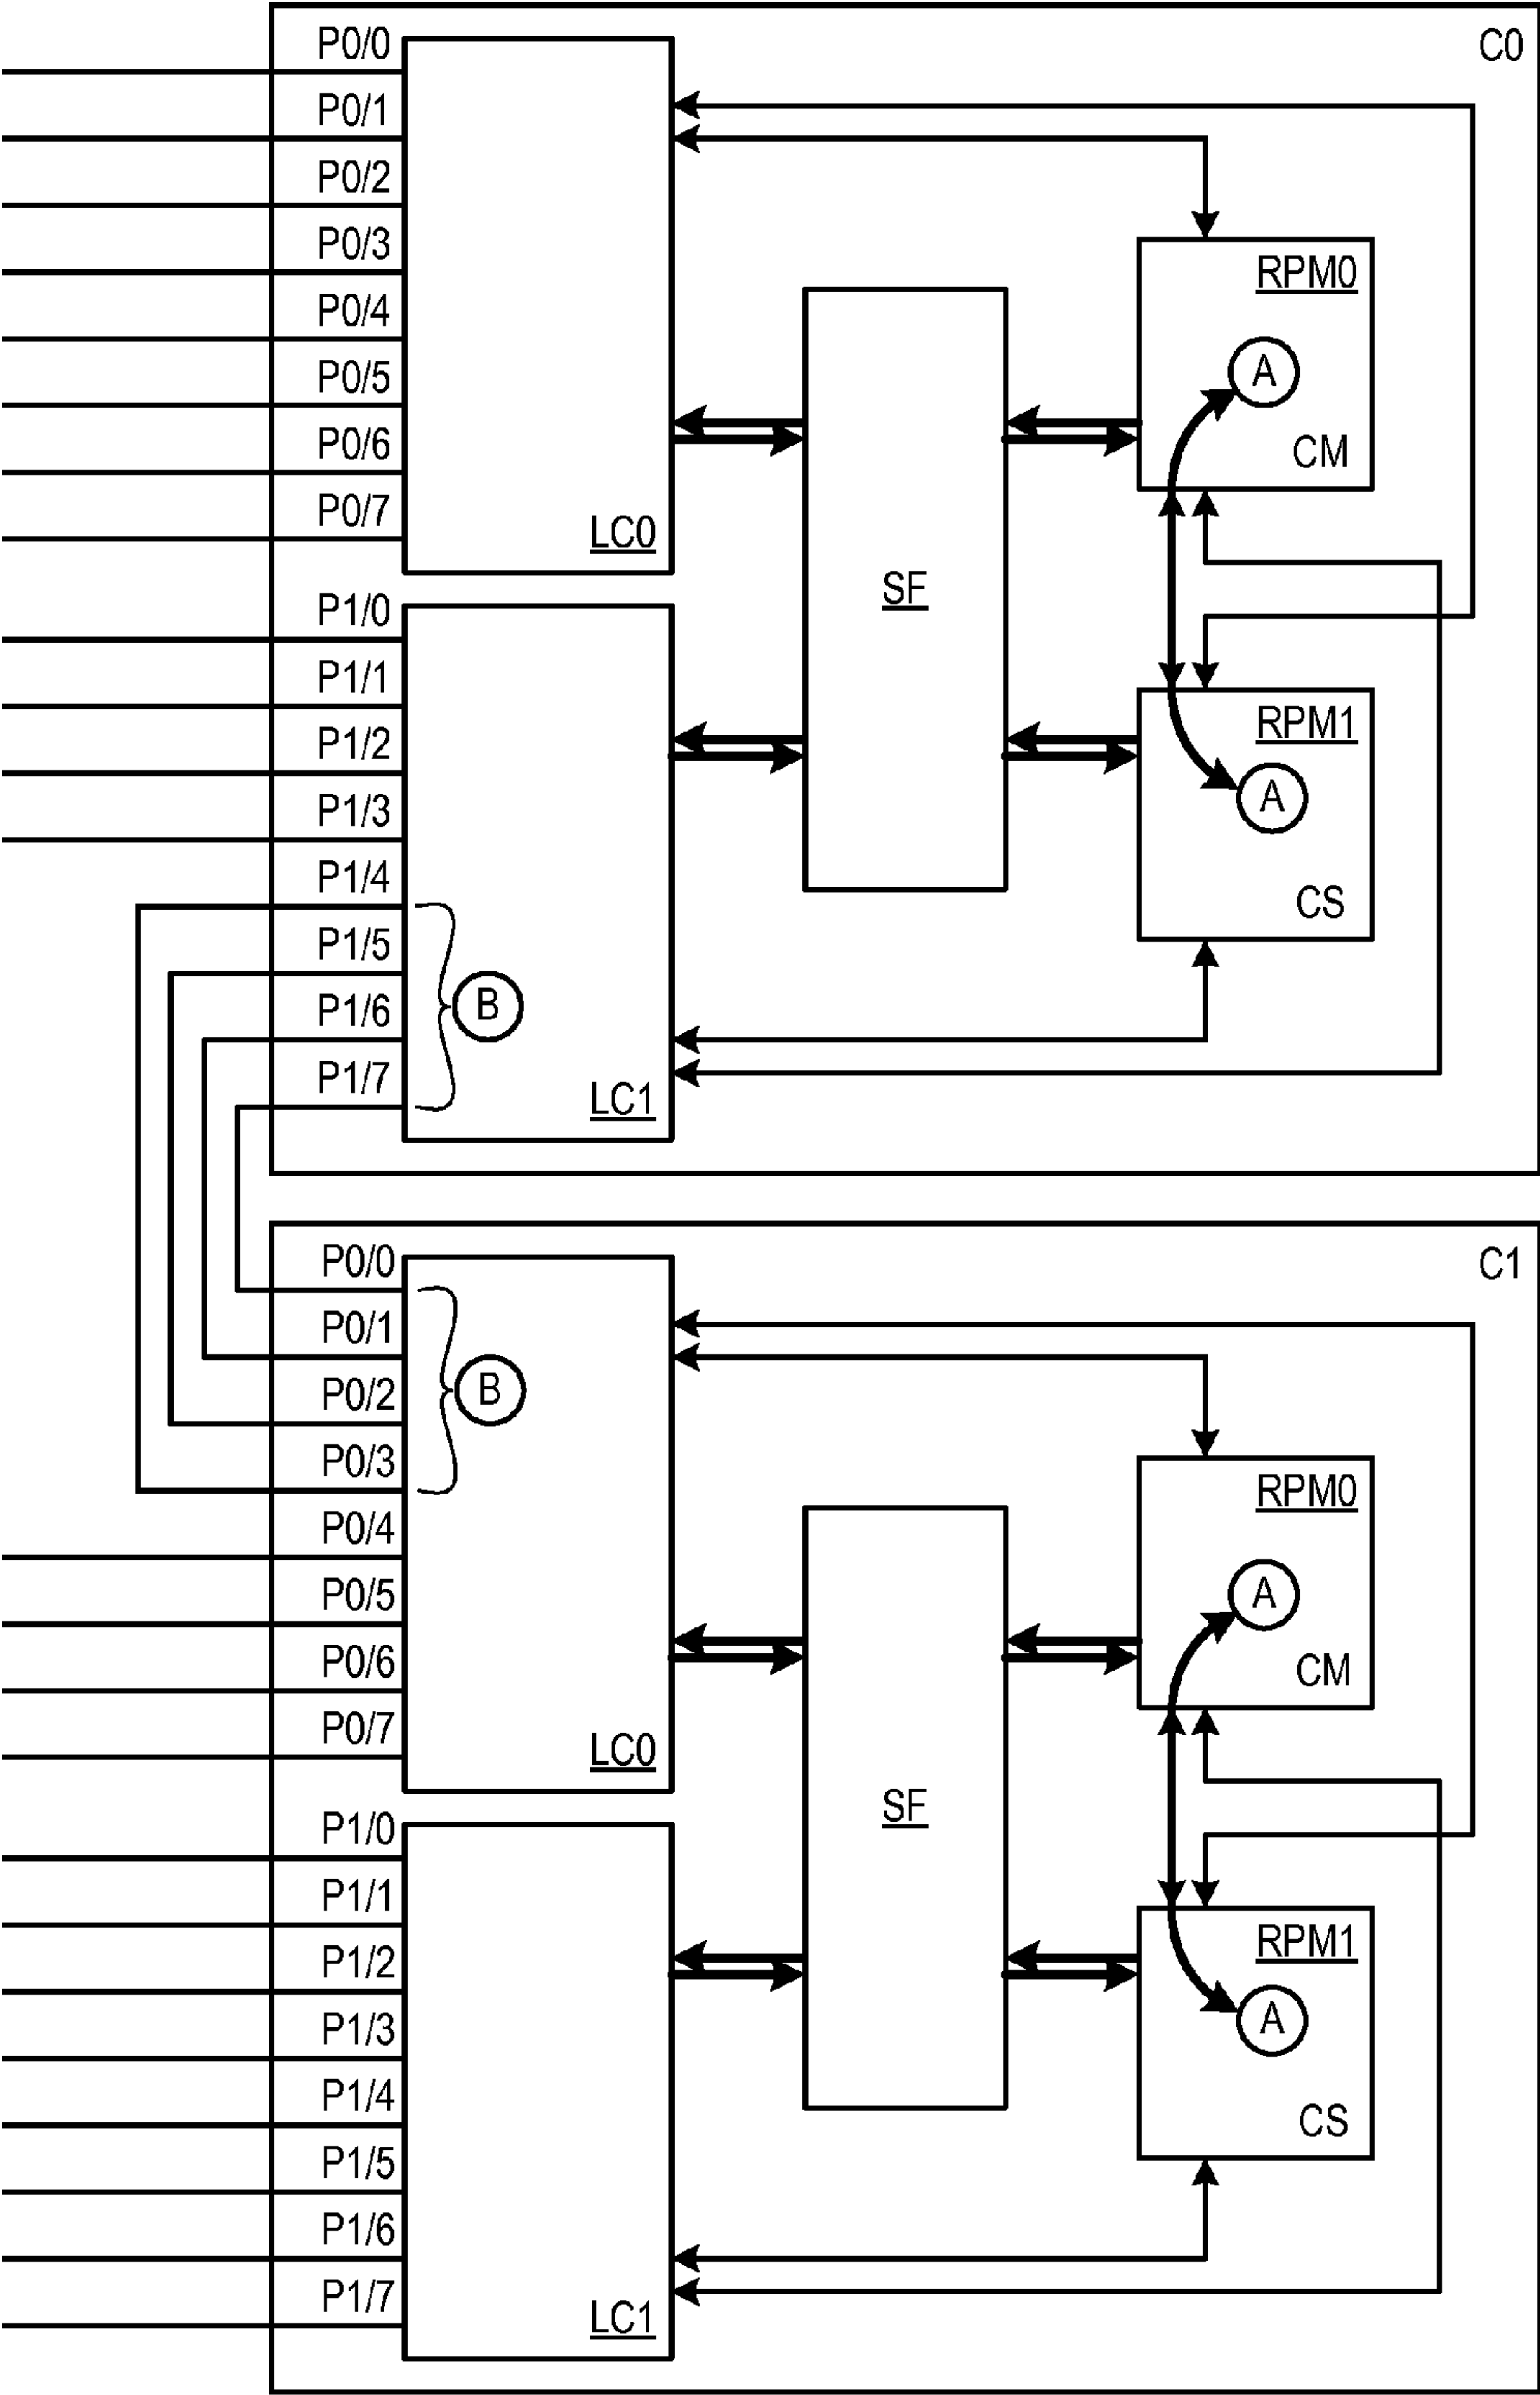 C0
P0/0
P0/1
P0/2
P0/3
P0/4
P0/5
P0/6
P0/7
LC0
P1/0
P1/1
P1/2
P1/3
P1/4
P1/5
P1/6
P1/7
B
LC1
SF
RPM0
A
CM
RPM1
A
CS
C1
P0/0
P0/1
P0/2
P0/3
B
P0/4
P0/5
P0/6
P0/7
LC0
P1/0
P1/1
P1/2
P1/3
P1/4
P1/5
P1/6
P1/7
LC1
SF
RPM0
A
CM
RPM1
A
CS